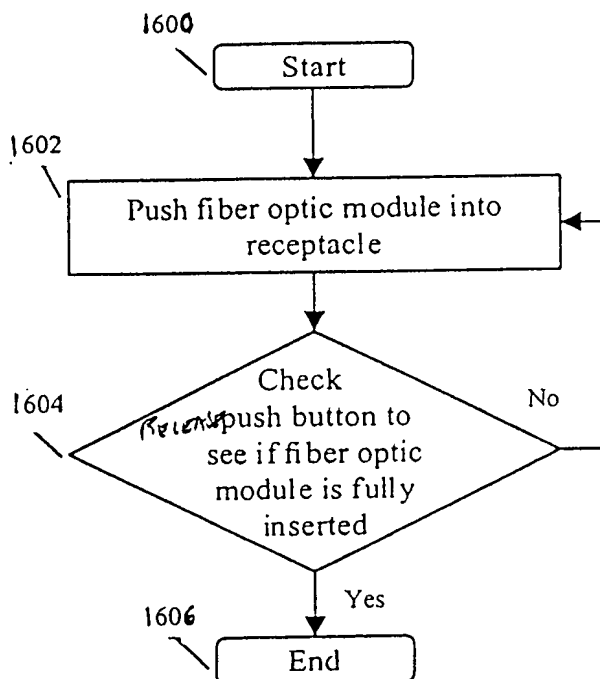 1600
Start
1602
Push fiber optic module into
receptacle
1604
Check
RELEASE push button to
see if fiber optic
module is fully
inserted
No
Yes
1606
End